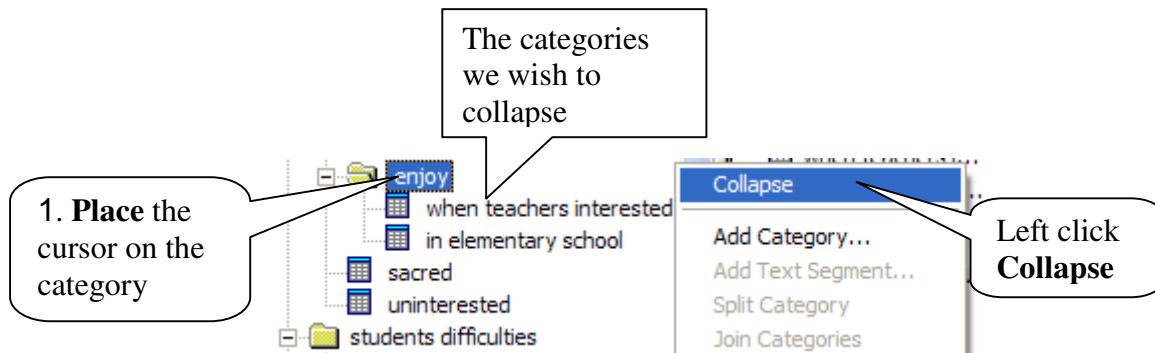 The categories
we wish to
collapse
1. Place the
cursor on the
category
enjoy
when teachers interested
in elementary school
sacred
uninterested
students difficulties
Collapse
Add Category...
Add Text Segment...
Split Category
Join Categories
Left click
Collapse